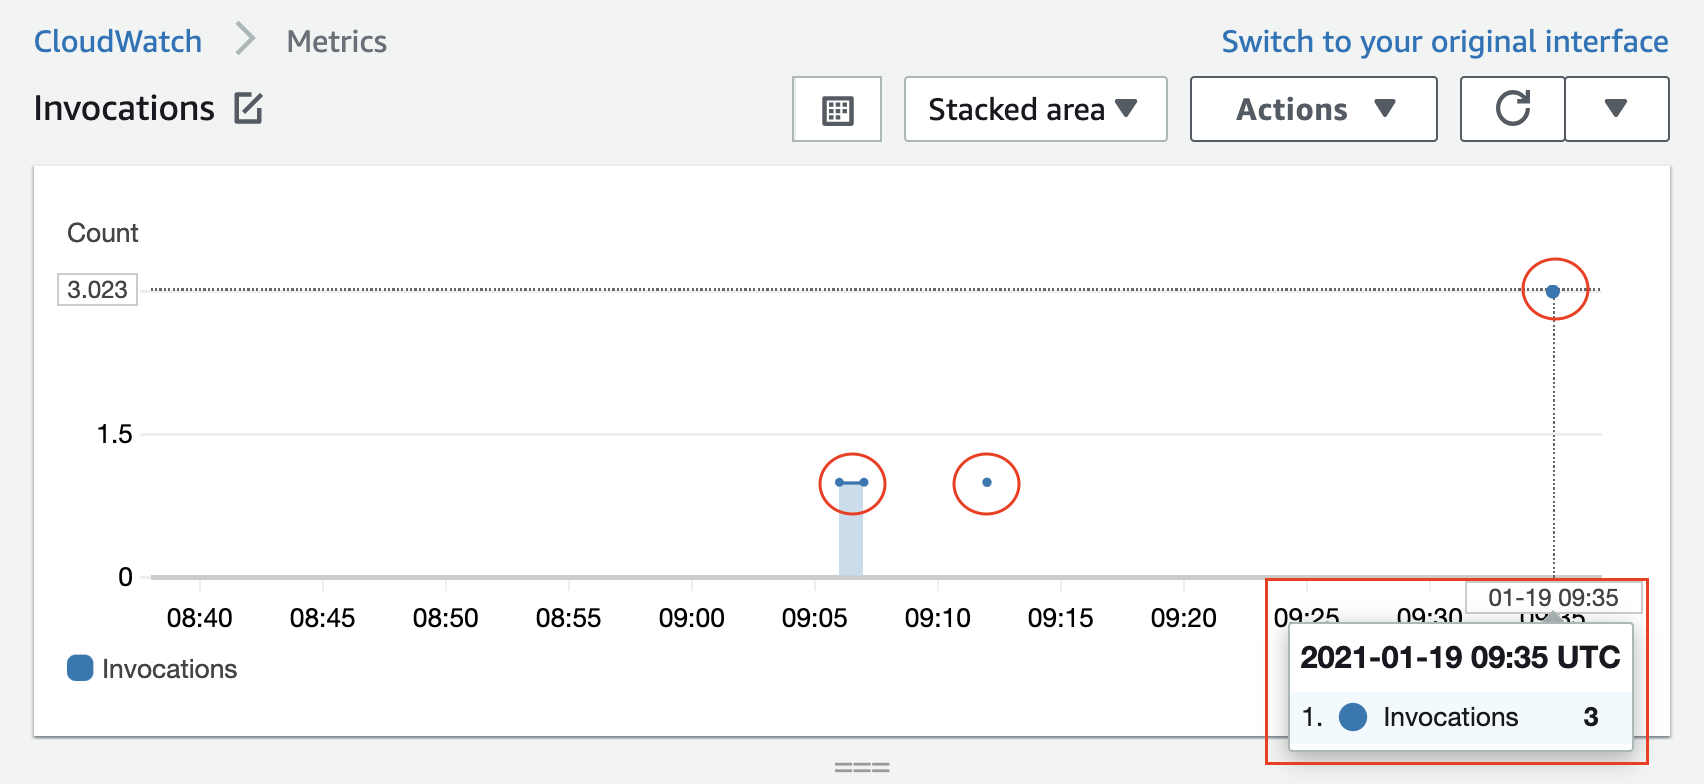 CloudWatch Metrics Switch to your original interface
Invocations Stacked area Actions
Count
3.023
1.5
0
01-19 09:35
08:40 08:45 08:50 08:55 09:00 09:05 09:10 09:15 09:20 09:25 09:30 09:35
2021-01-19 09:35 UTC
Invocations
1. Invocations 3